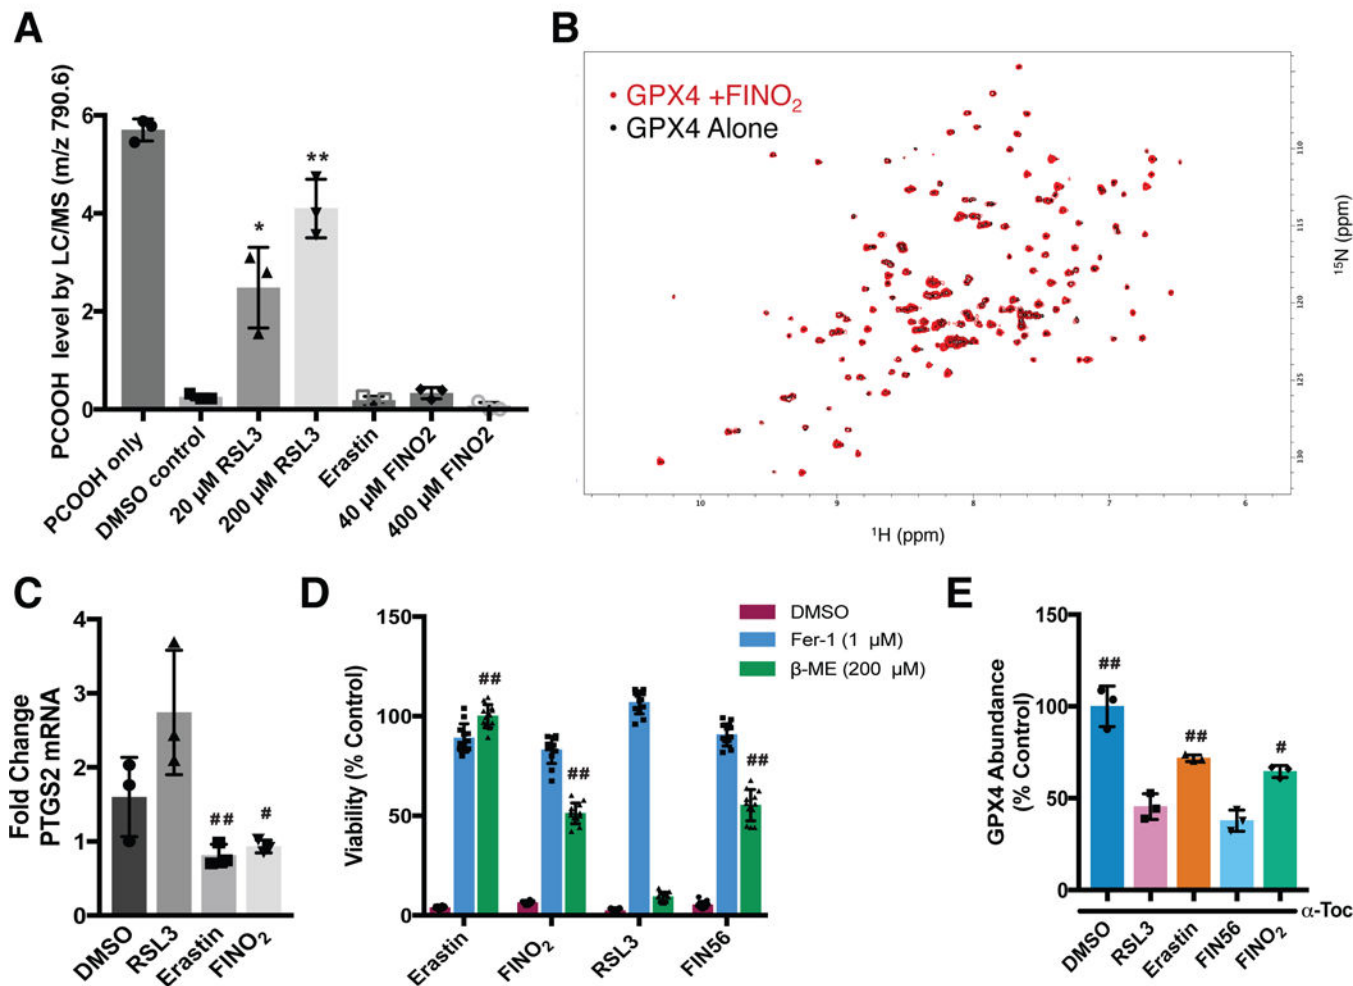 A
PCOOH level by LC/MS (m/z 790.6)
6
4
2
0
*
**
PCOOH only
DMSO control
20 µM RSL3
200 µM RSL3
Erastin
40 µM FINO2
400 µM FINO2
B
• GPX4 +FINO₂
• GPX4 Alone
110
115
120
125
130
¹⁵N (ppm)
10
9
8
7
6
¹H (ppm)
C
Fold Change
PTGS2 mRNA
4
3
2
1
0
##
#
DMSO
RSL3
Erastin
FINO₂
D
Viability (% Control)
150
100
50
0
DMSO
Fer-1 (1 µM)
β-ME (200 µM)
##
##
##
Erastin
FINO₂
RSL3
FIN56
E
GPX4 Abundance
(% Control)
150
100
50
0
##
##
#
α-Toc
DMSO
RSL3
Erastin
FIN56
FINO₂